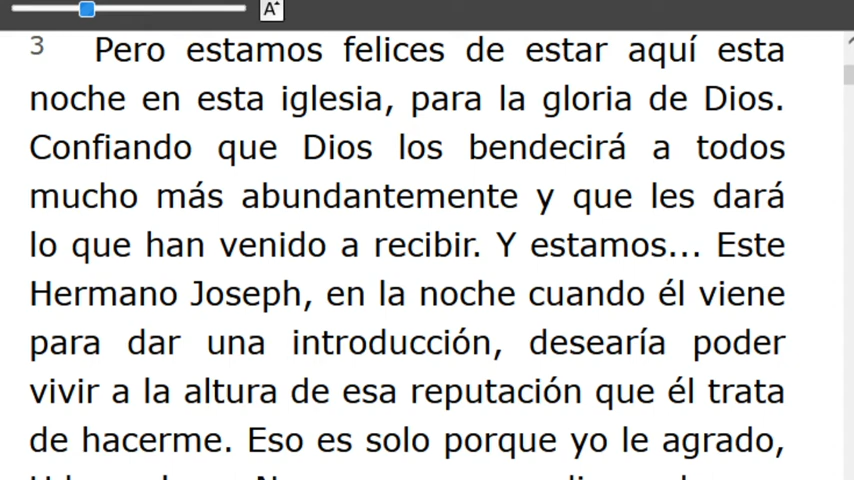 A
3 Pero estamos felices de estar aquí esta
noche en esta iglesia, para la gloria de Dios.
Confiando que Dios los bendecirá a todos
mucho más abundantemente y que les dará
lo que han venido a recibir. Y estamos… Este
Hermano Joseph, en la noche cuando él viene
para dar una introducción, desearía poder
vivir a la altura de esa reputación que él trata
de hacerme. Eso es solo porque yo le agrado,